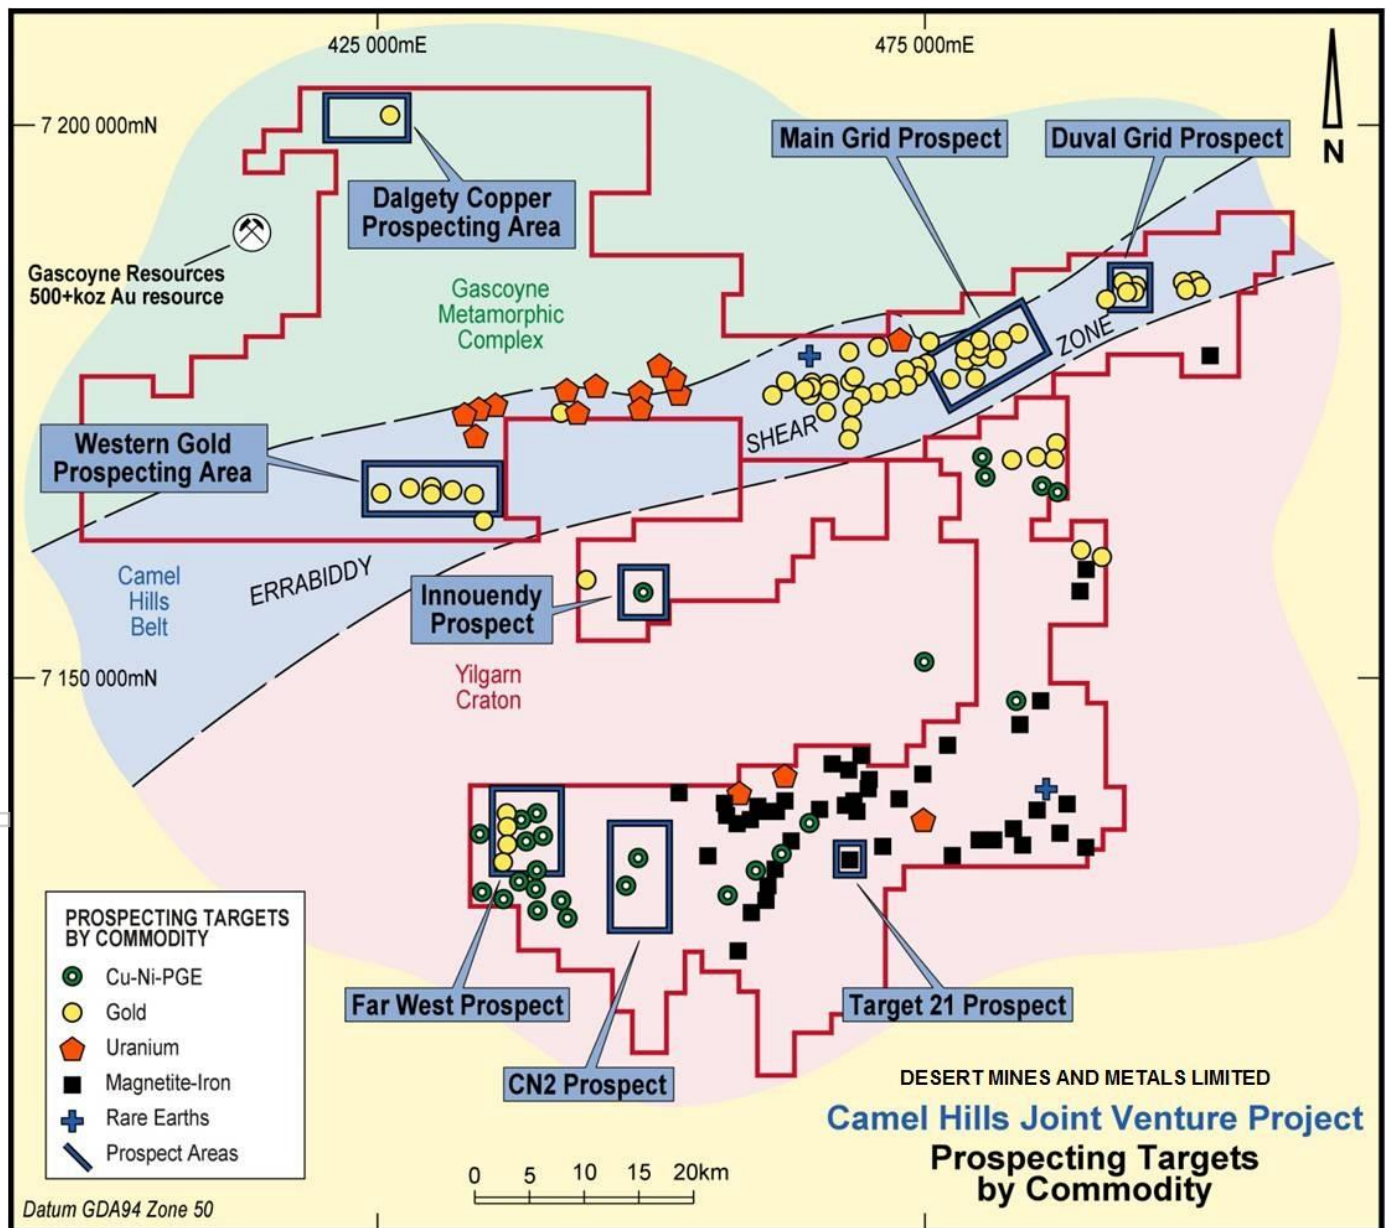 425 000mE
475 000mE
7 200 000mN
Main Grid Prospect
Duval Grid Prospect
N
Dalgety Copper
Prospecting Area
Gascoyne Resources
500+koz Au resource
Gascoyne
Metamorphic
Complex
ZONE
SHEAR
Western Gold
Prospecting Area
ERRABIDDY
Camel
Hills
Belt
Innouendy
Prospect
7 150 000mN
Yilgarn
Craton
PROSPECTING TARGETS
BY COMMODITY
Cu-Ni-PGE
Gold
Uranium
Magnetite-Iron
Rare Earths
Prospect Areas
Far West Prospect
Target 21 Prospect
CN2 Prospect
DESERT MINES AND METALS LIMITED
Camel Hills Joint Venture Project
Prospecting Targets
by Commodity
0 5 10 15 20km
Datum GDA94 Zone 50